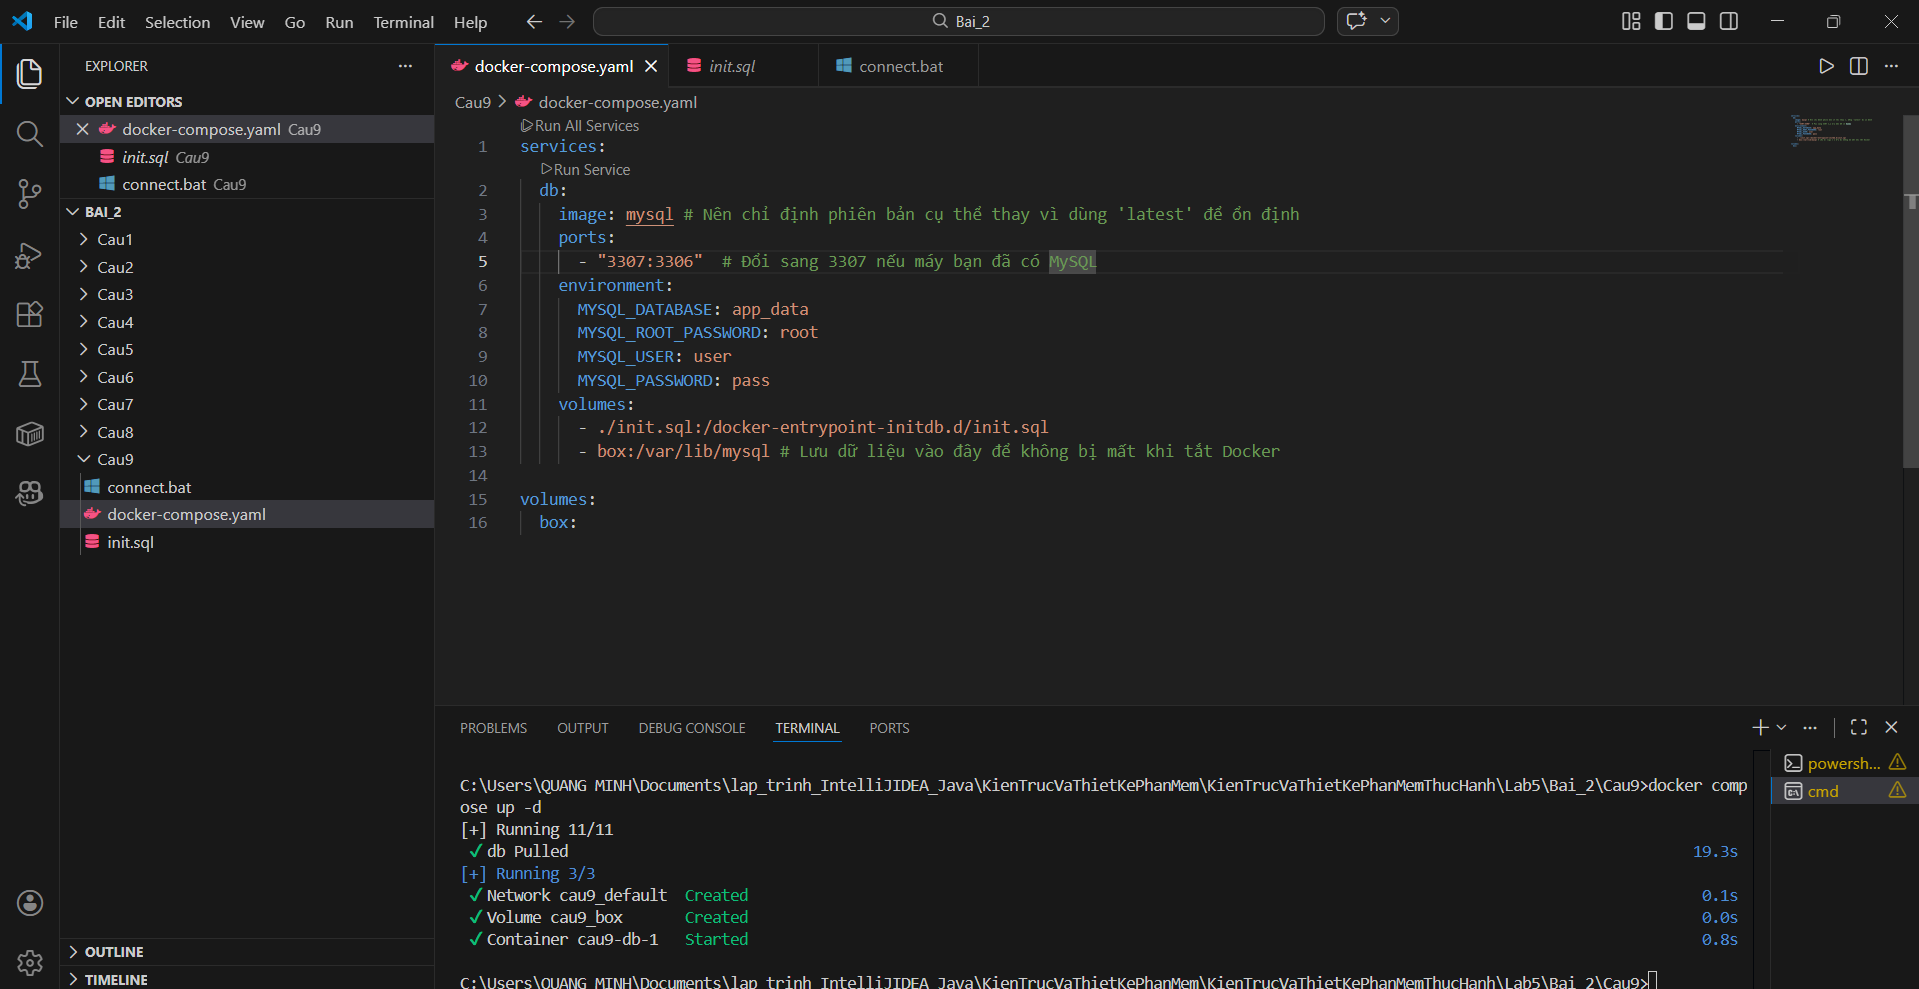 File Edit Selection View Go Run Terminal Help
Bai_2
EXPLORER
OPEN EDITORS
docker-compose.yaml Cau9
init.sql Cau9
connect.bat Cau9
BAI_2
Cau1
Cau2
Cau3
Cau4
Cau5
Cau6
Cau7
Cau8
Cau9
connect.bat
docker-compose.yaml
init.sql
OUTLINE
TIMELINE
docker-compose.yaml init.sql connect.bat
Cau9 > docker-compose.yaml
Run All Services
1 services:
Run Service
2 db:
3 image: mysql # Nên chỉ định phiên bản cụ thể thay vì dùng 'latest' để ổn định
4 ports:
5 - "3307:3306" # Đổi sang 3307 nếu máy bạn đã có MySQL
6 environment:
7 MYSQL_DATABASE: app_data
8 MYSQL_ROOT_PASSWORD: root
9 MYSQL_USER: user
10 MYSQL_PASSWORD: pass
11 volumes:
12 - ./init.sql:/docker-entrypoint-initdb.d/init.sql
13 - box:/var/lib/mysql # Lưu dữ liệu vào đây để không bị mất khi tắt Docker
14
15 volumes:
16 box:
PROBLEMS OUTPUT DEBUG CONSOLE TERMINAL PORTS
C:\Users\QUANG MINH\Documents\lap_trinh_IntelliJIDEA_Java\KienTrucVaThietKePhanMem\KienTrucVaThietKePhanMemThucHanh\Lab5\Bai_2\Cau9>docker comp
ose up -d
[+] Running 11/11
✔ db Pulled 19.3s
[+] Running 3/3
✔ Network cau9_default Created 0.1s
✔ Volume cau9_box Created 0.0s
✔ Container cau9-db-1 Started 0.8s
C:\Users\QUANG MINH\Documents\lap_trinh_IntelliJIDEA_Java\KienTrucVaThietKePhanMem\KienTrucVaThietKePhanMemThucHanh\Lab5\Bai_2\Cau9>
powersh...
cmd